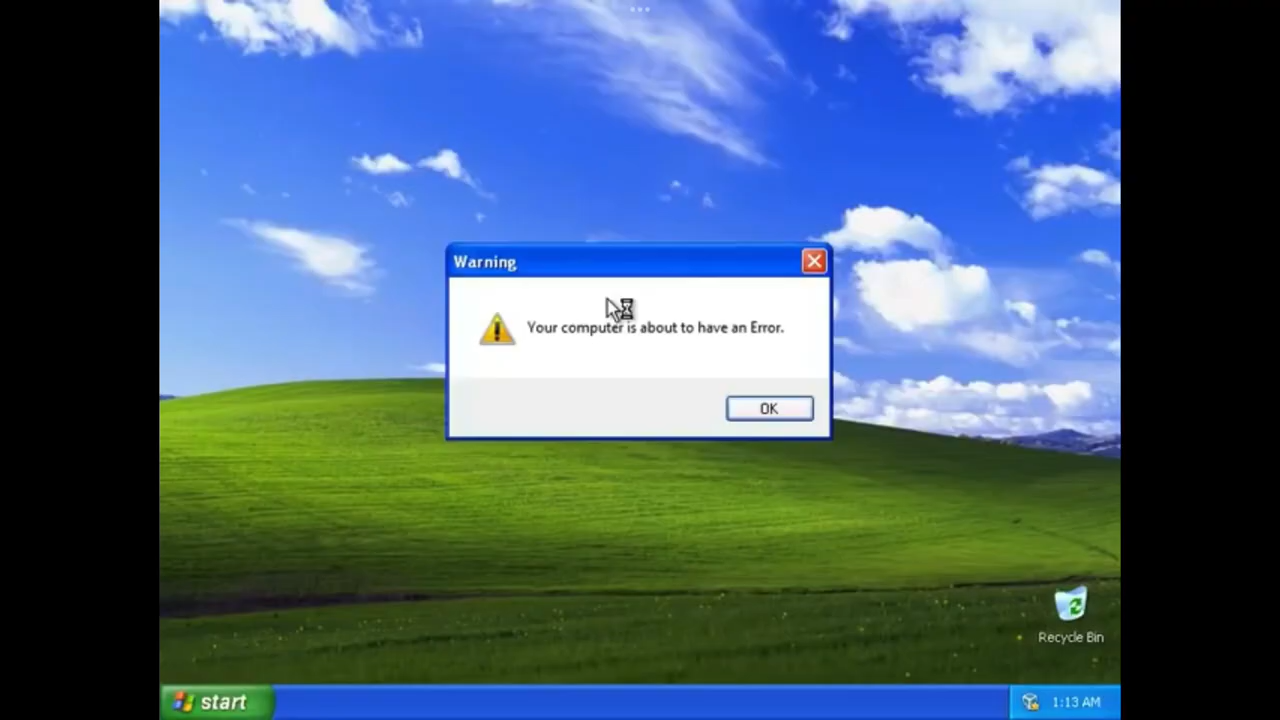 Warning
Your computer is about to have an Error.
OK
Recycle Bin
start
1:13 AM